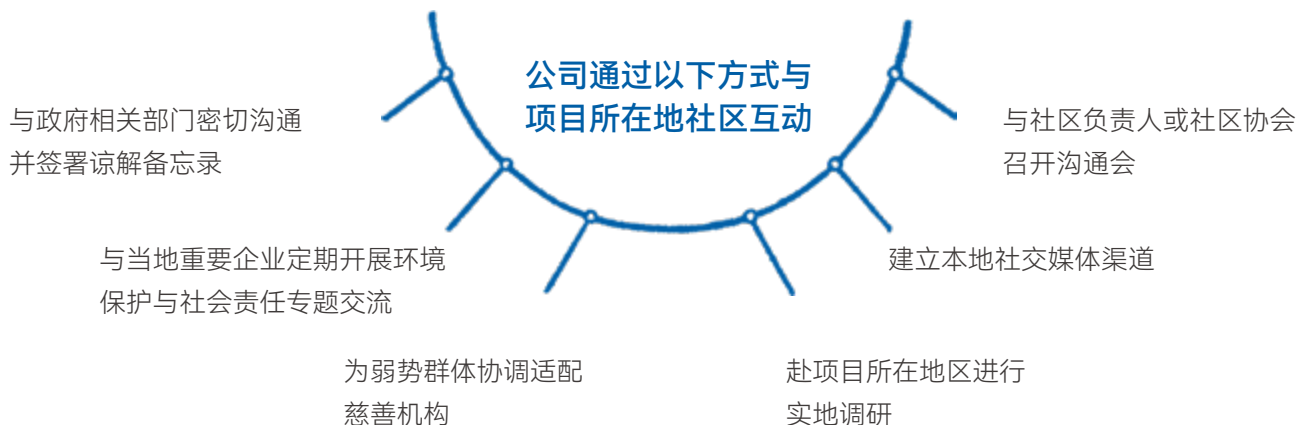 公司通过以下方式与
项目所在地社区互动
与政府相关部门密切沟通
并签署谅解备忘录
与当地重要企业定期开展环境
保护与社会责任专题交流
为弱势群体协调适配
慈善机构
赴项目所在地区进行
实地调研
建立本地社交媒体渠道
与社区负责人或社区协会
召开沟通会